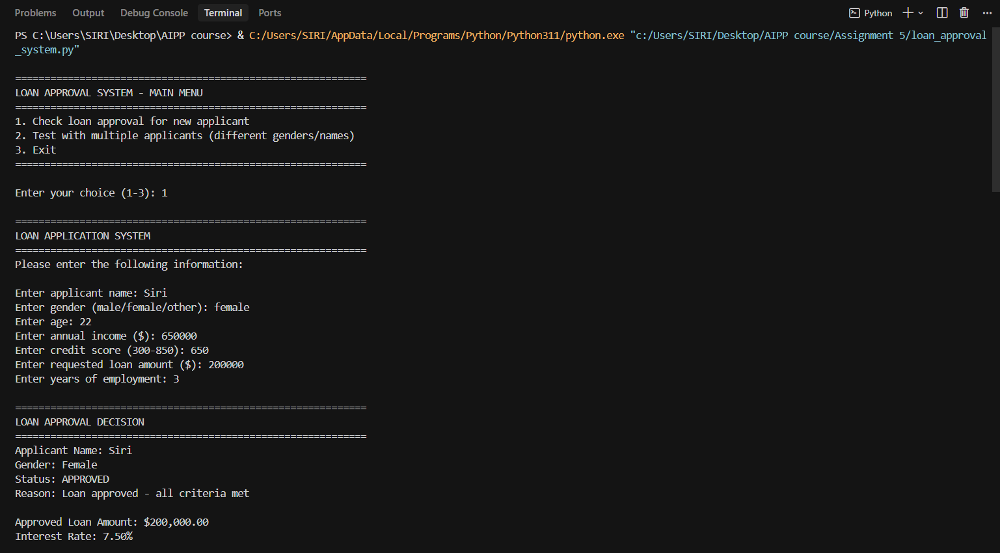 Problems Output Debug Console Terminal Ports Python
PS C:\Users\SIRI\Desktop\AIPP course> & C:/Users/SIRI/AppData/Local/Programs/Python/Python311/python.exe "c:/Users/SIRI/Desktop/AIPP course/Assignment 5/loan_approval
_system.py"
============================================================
LOAN APPROVAL SYSTEM - MAIN MENU
============================================================
1. Check loan approval for new applicant
2. Test with multiple applicants (different genders/names)
3. Exit
============================================================
Enter your choice (1-3): 1
============================================================
LOAN APPLICATION SYSTEM
============================================================
Please enter the following information:
Enter applicant name: Siri
Enter gender (male/female/other): female
Enter age: 22
Enter annual income ($): 650000
Enter credit score (300-850): 650
Enter requested loan amount ($): 200000
Enter years of employment: 3
============================================================
LOAN APPROVAL DECISION
============================================================
Applicant Name: Siri
Gender: Female
Status: APPROVED
Reason: Loan approved - all criteria met
Approved Loan Amount: $200,000.00
Interest Rate: 7.50%